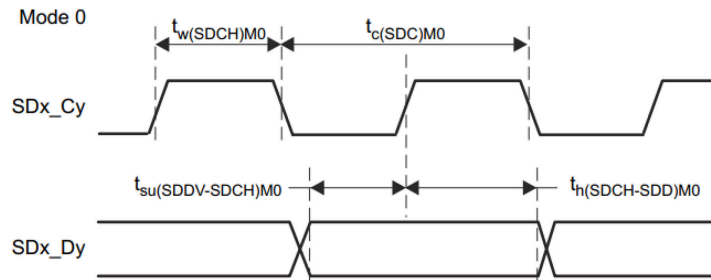 Mode 0
tw(SDCH)M0 tc(SDC)M0
SDx_Cy
tsu(SDDV-SDCH)M0 th(SDCH-SDD)M0
SDx_Dy